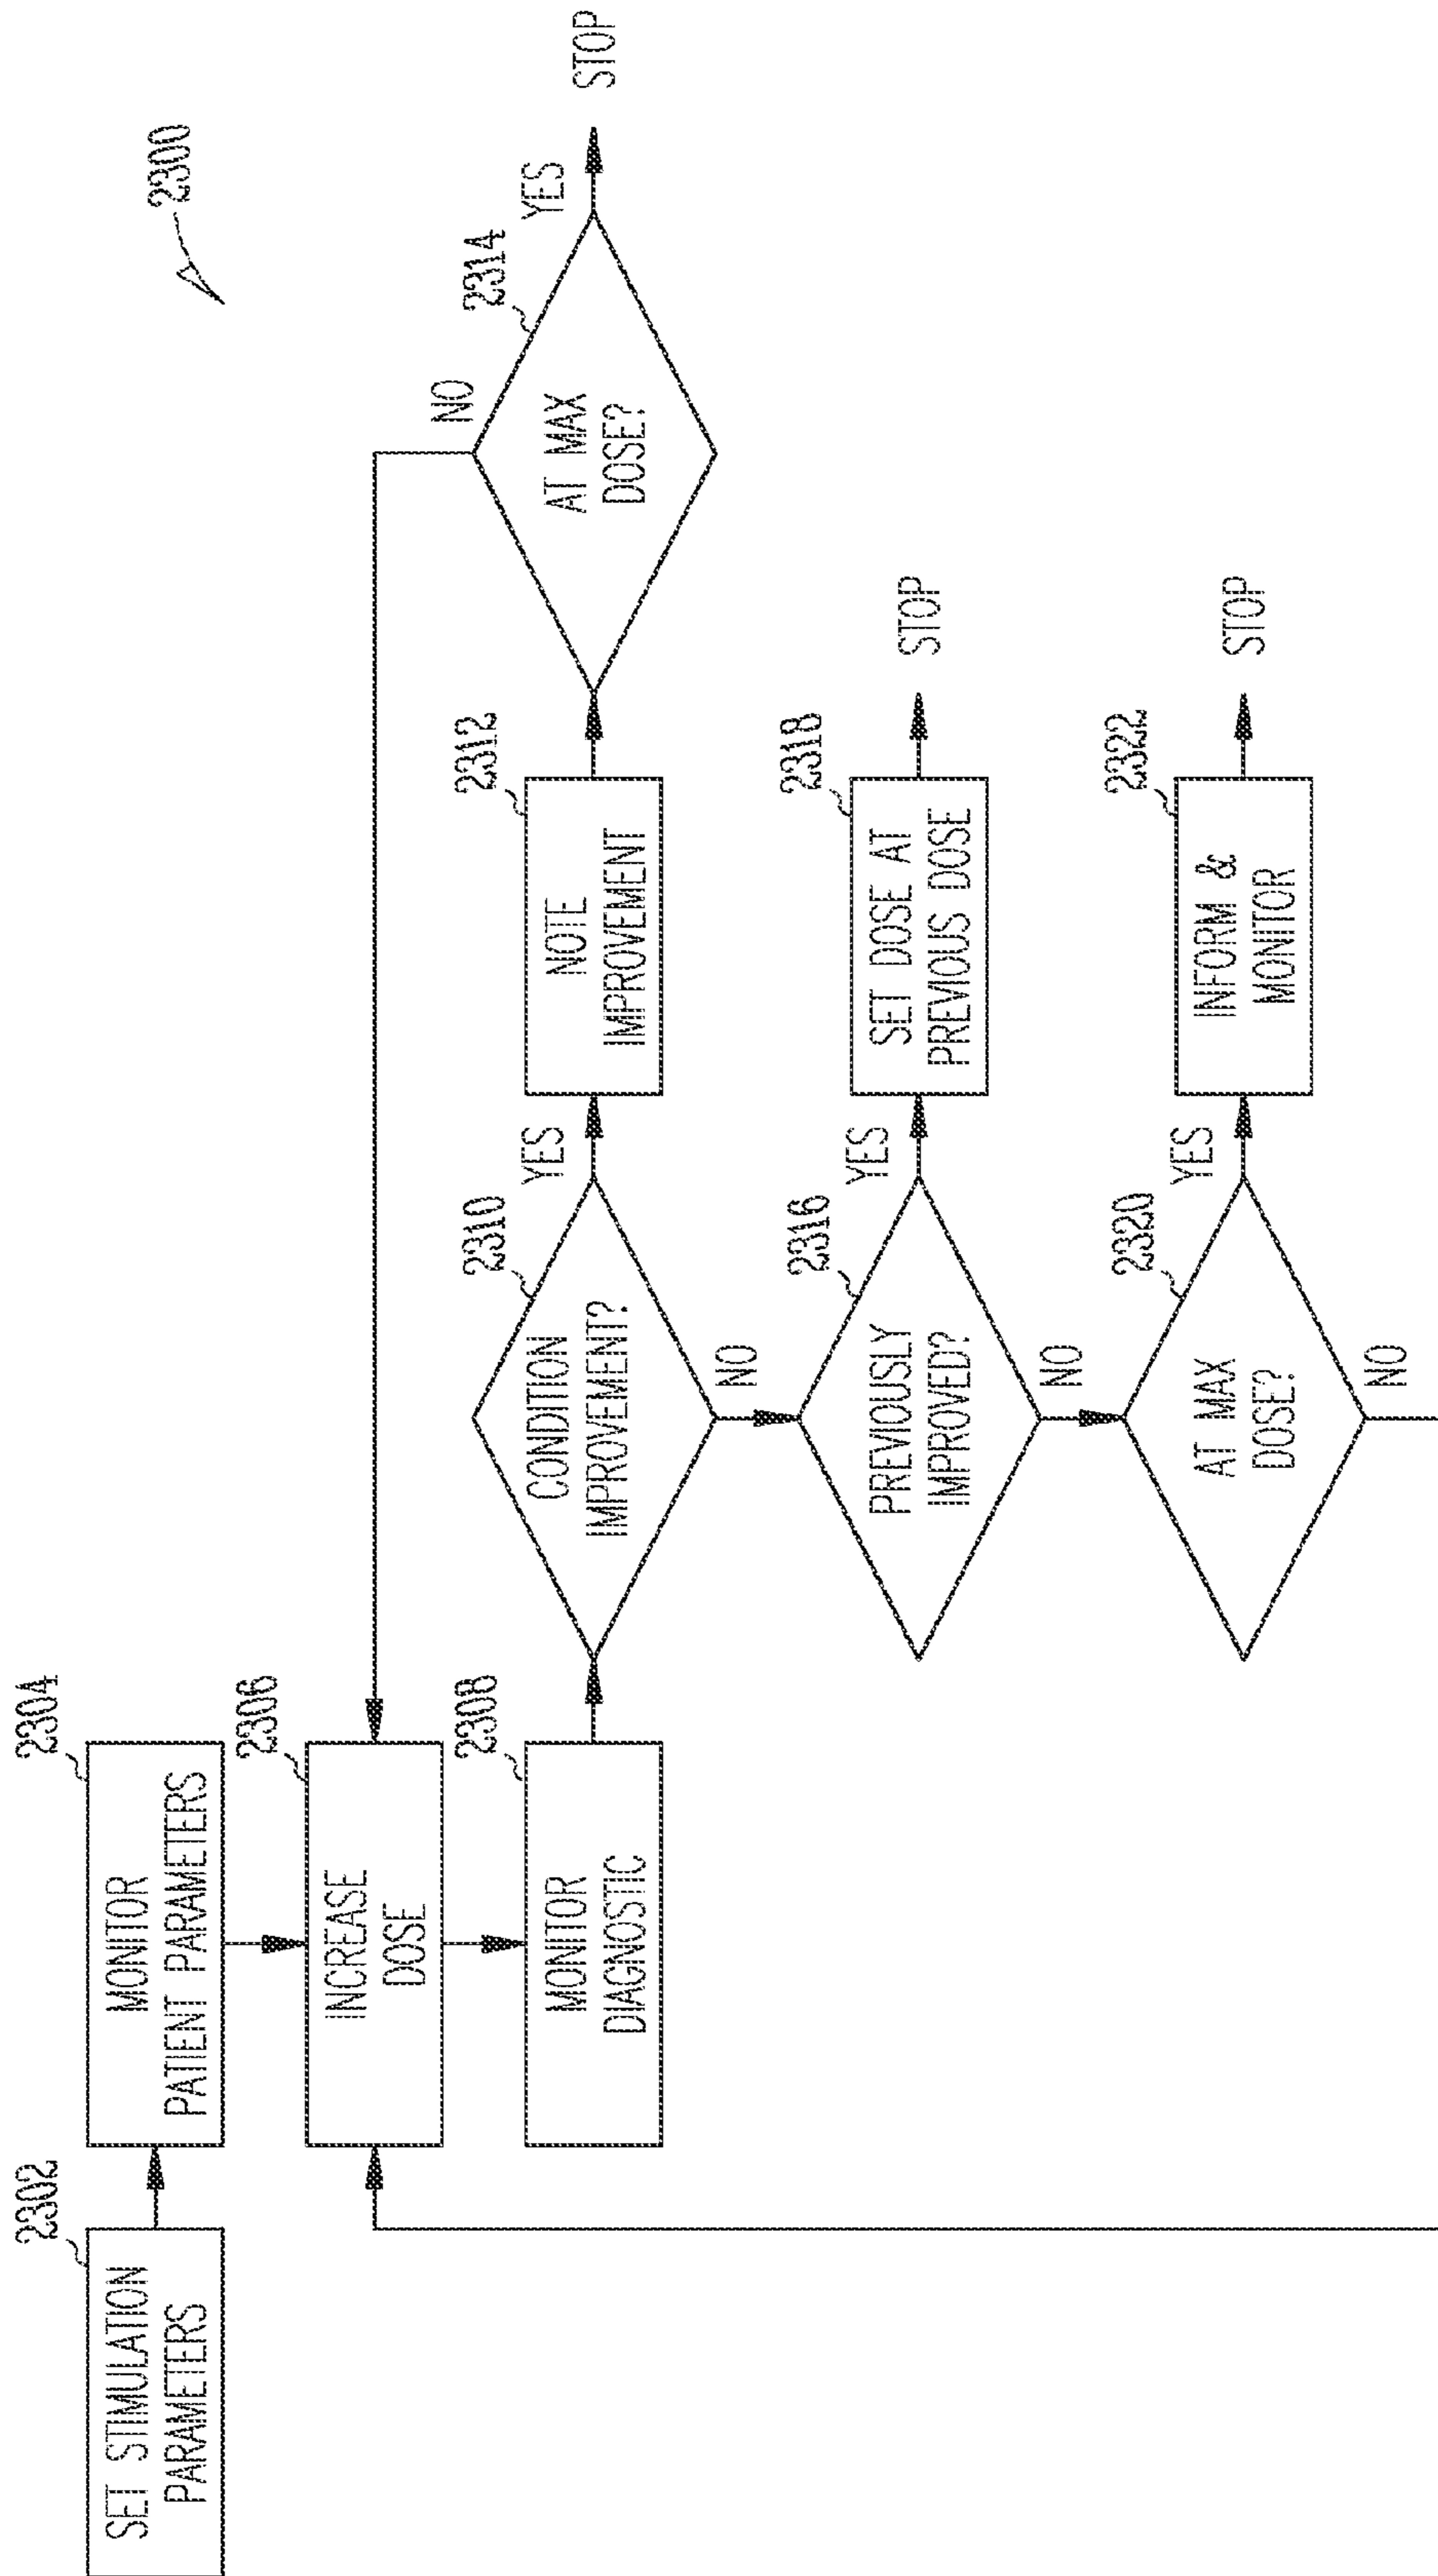 2300
2302
SET STIMULATION
PARAMETERS
2304
MONITOR
PATIENT PARAMETERS
2306
INCREASE
DOSE
2308
MONITOR
DIAGNOSTIC
2310
CONDITION
IMPROVEMENT?
YES
NO
2312
NOTE
IMPROVEMENT
2314
AT MAX
DOSE?
NO
YES
STOP
2316
PREVIOUSLY
IMPROVED?
YES
NO
2318
SET DOSE AT
PREVIOUS DOSE
STOP
2320
AT MAX
DOSE?
YES
NO
2322
INFORM &
MONITOR
STOP